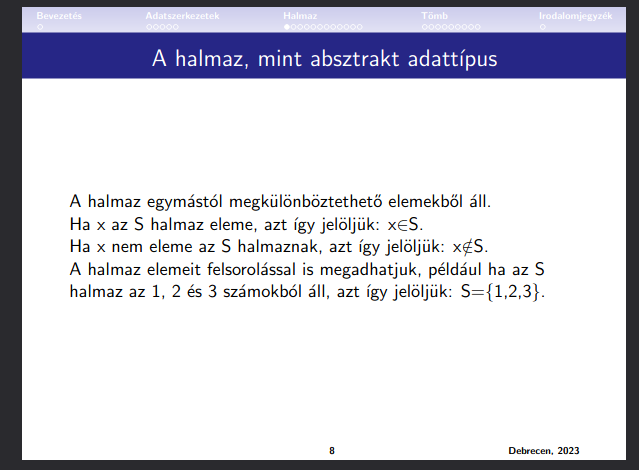 Bevezetés Adatszerkezetek Halmaz Tömb Irodalomjegyzék
A halmaz, mint absztrakt adattípus
A halmaz egymástól megkülönböztethető elemekből áll.
Ha x az S halmaz eleme, azt így jelöljük: x∈S.
Ha x nem eleme az S halmaznak, azt így jelöljük: x∉S.
A halmaz elemeit felsorolással is megadhatjuk, például ha az S
halmaz az 1, 2 és 3 számokból áll, azt így jelöljük: S={1,2,3}.
8 Debrecen, 2023